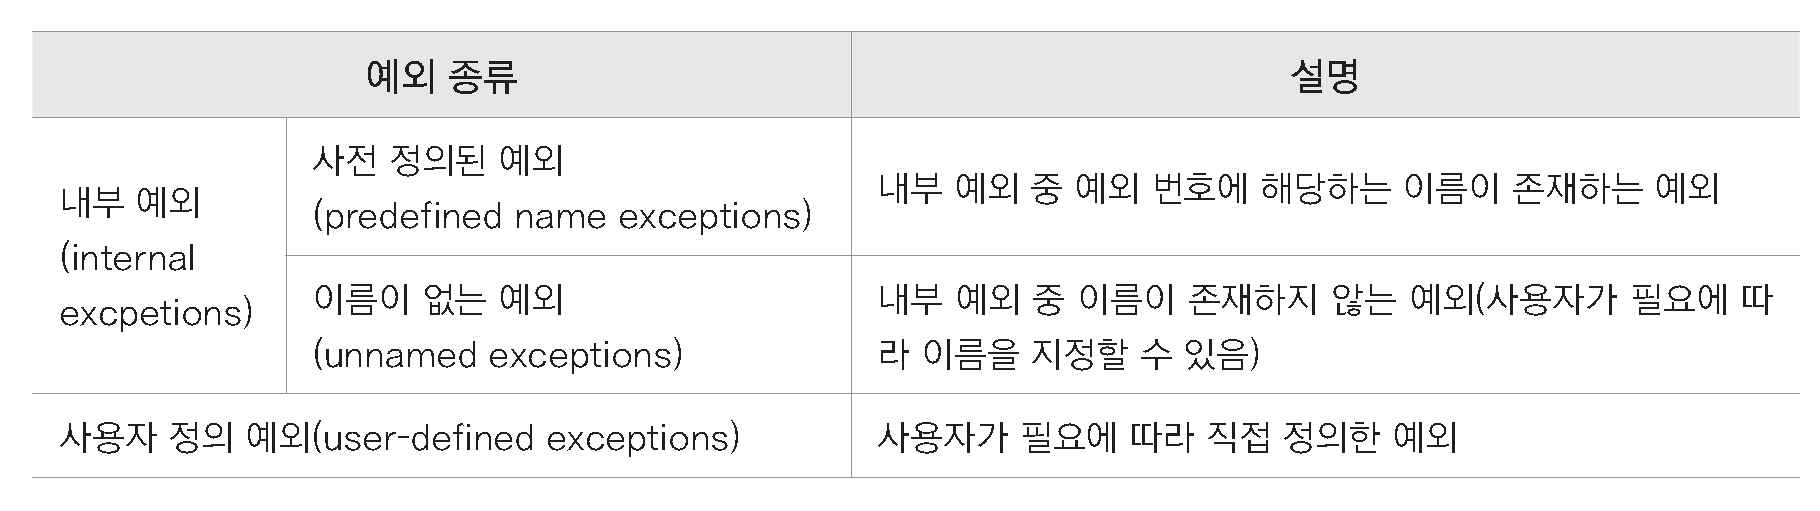 예외 종류
설명
내부 예외
(internal
excpetions)
사전 정의된 예외
(predefined name exceptions)
내부 예외 중 예외 번호에 해당하는 이름이 존재하는 예외
이름이 없는 예외
(unnamed exceptions)
내부 예외 중 이름이 존재하지 않는 예외(사용자가 필요에 따
라 이름을 지정할 수 있음)
사용자 정의 예외(user-defined exceptions)
사용자가 필요에 따라 직접 정의한 예외